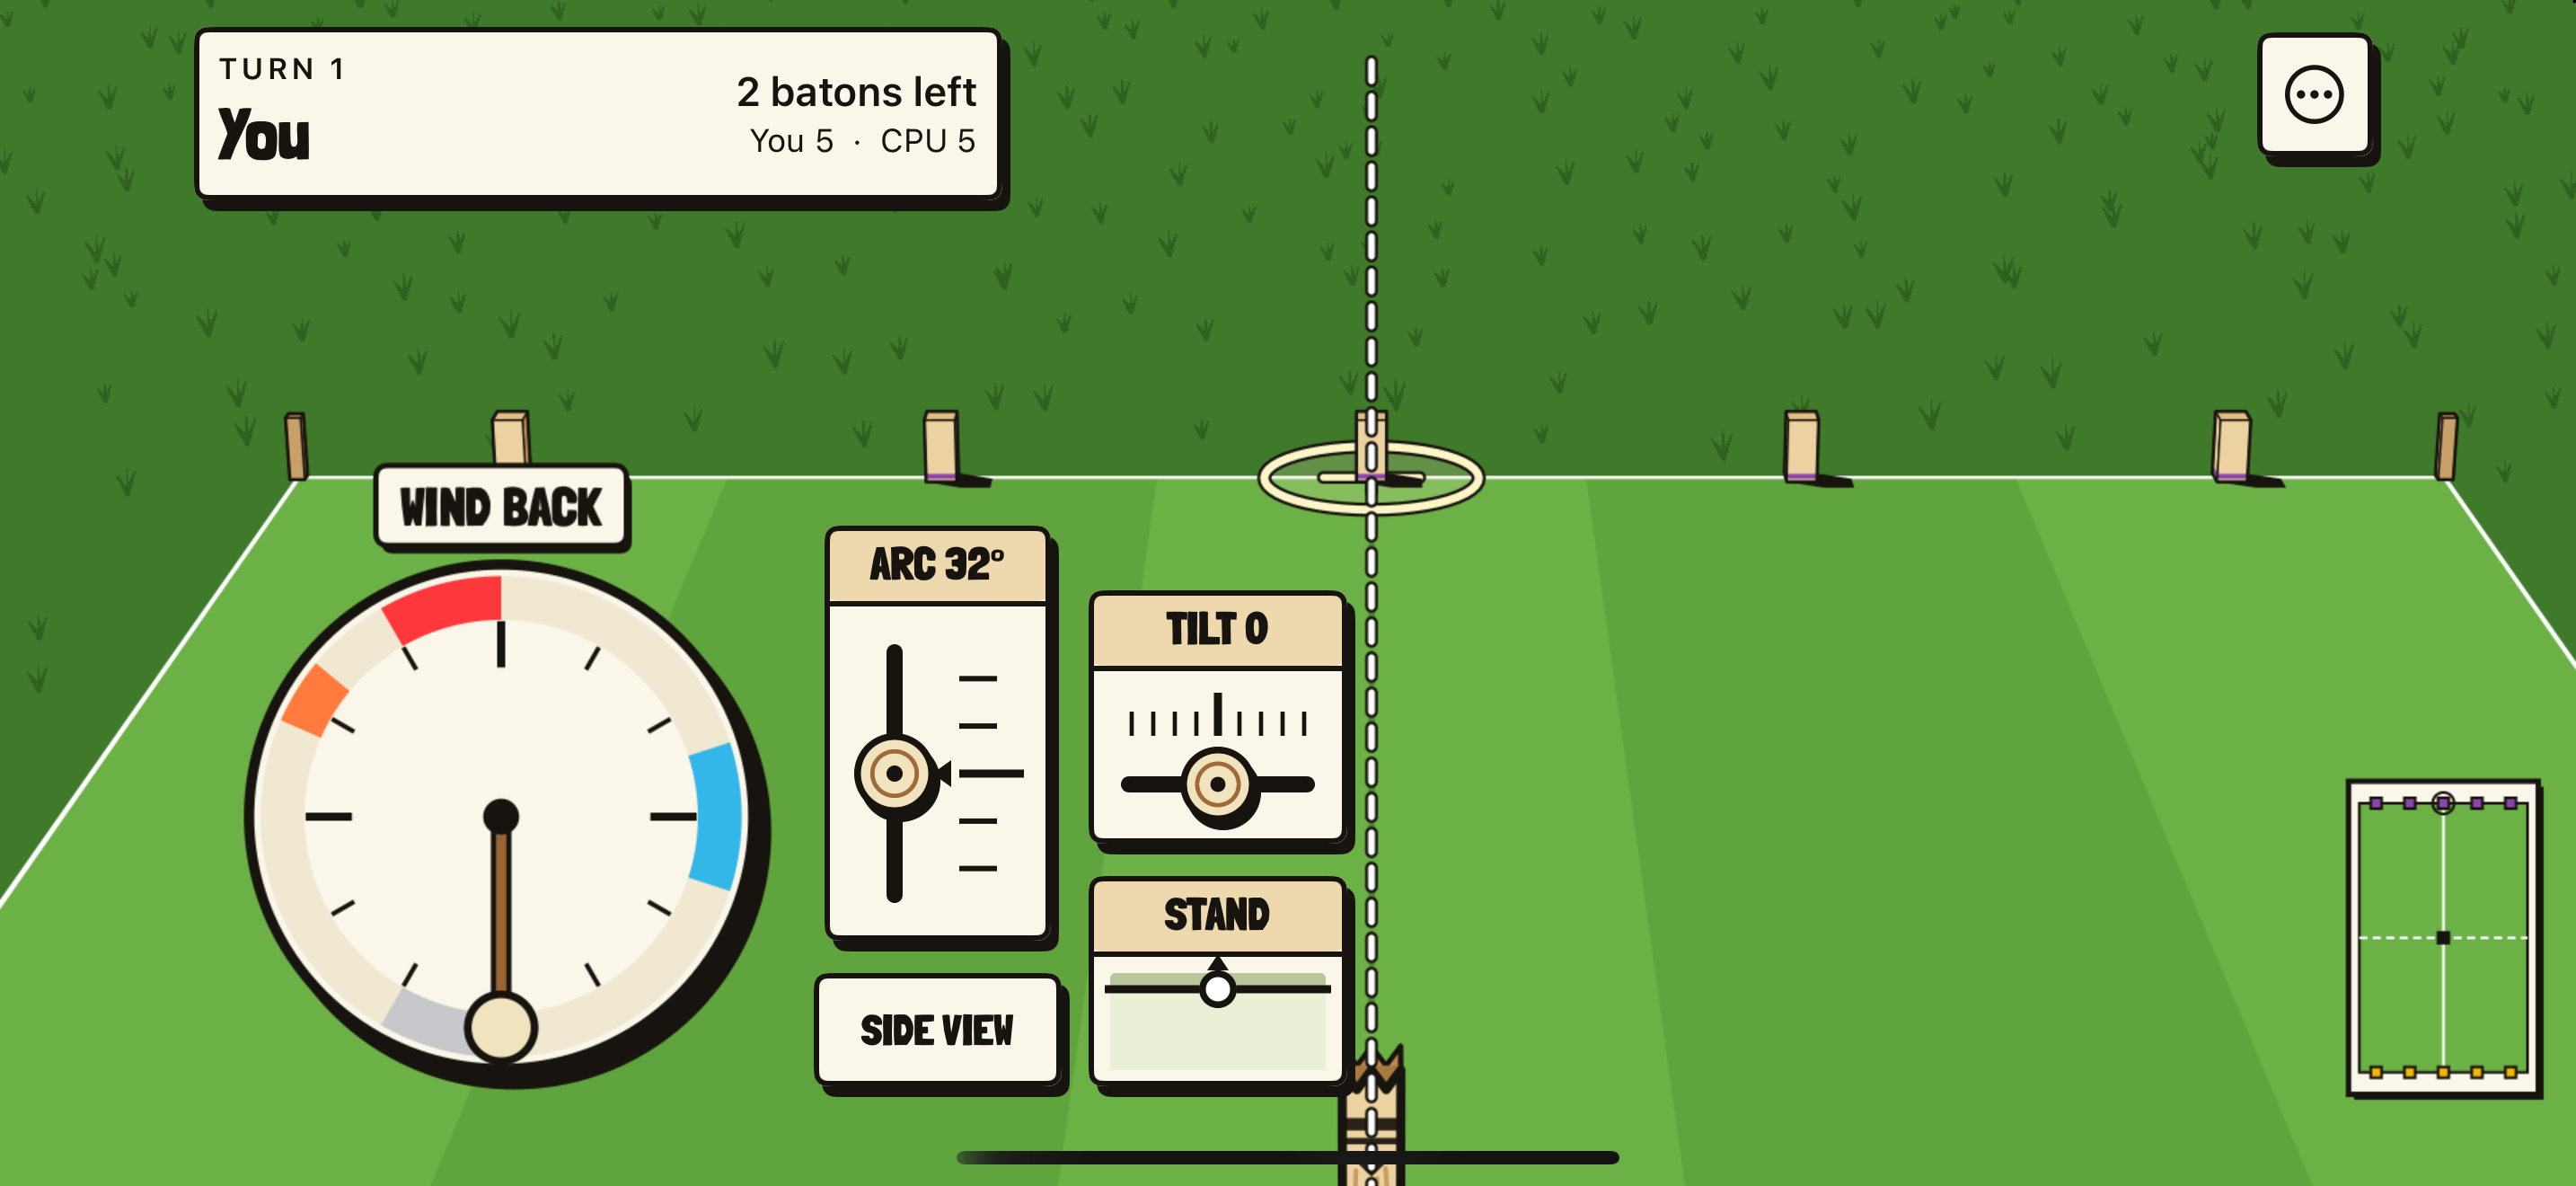 TURN 1
You
2 batons left
You 5 · CPU 5
WIND BACK
ARC 32°
TILT 0
STAND
SIDE VIEW